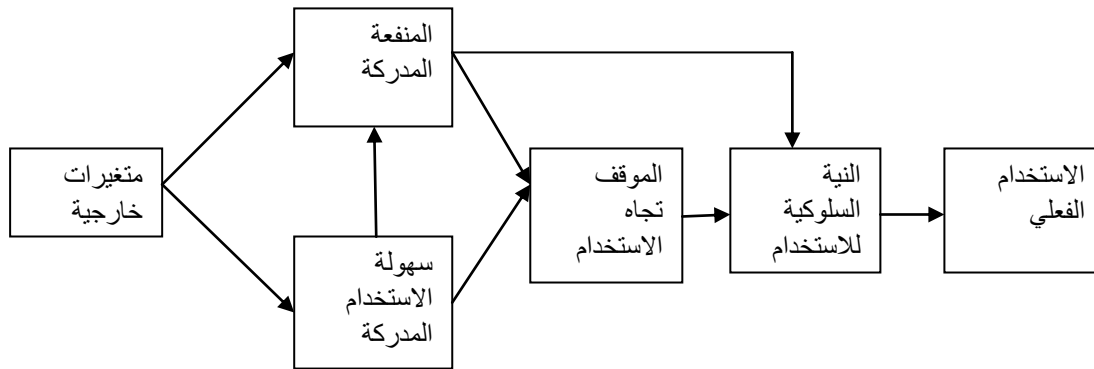 المنفعة
المدركة
متغيرات
خارجية
سهولة
الاستخدام
المدركة
الموقف
تجاه
الاستخدام
النية
السلوكية
للاستخدام
الاستخدام
الفعلي